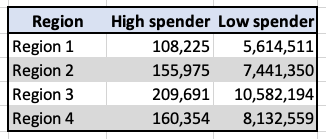 Region High spender Low spender
Region 1 108,225 5,614,511
Region 2 155,975 7,441,350
Region 3 209,691 10,582,194
Region 4 160,354 8,132,559